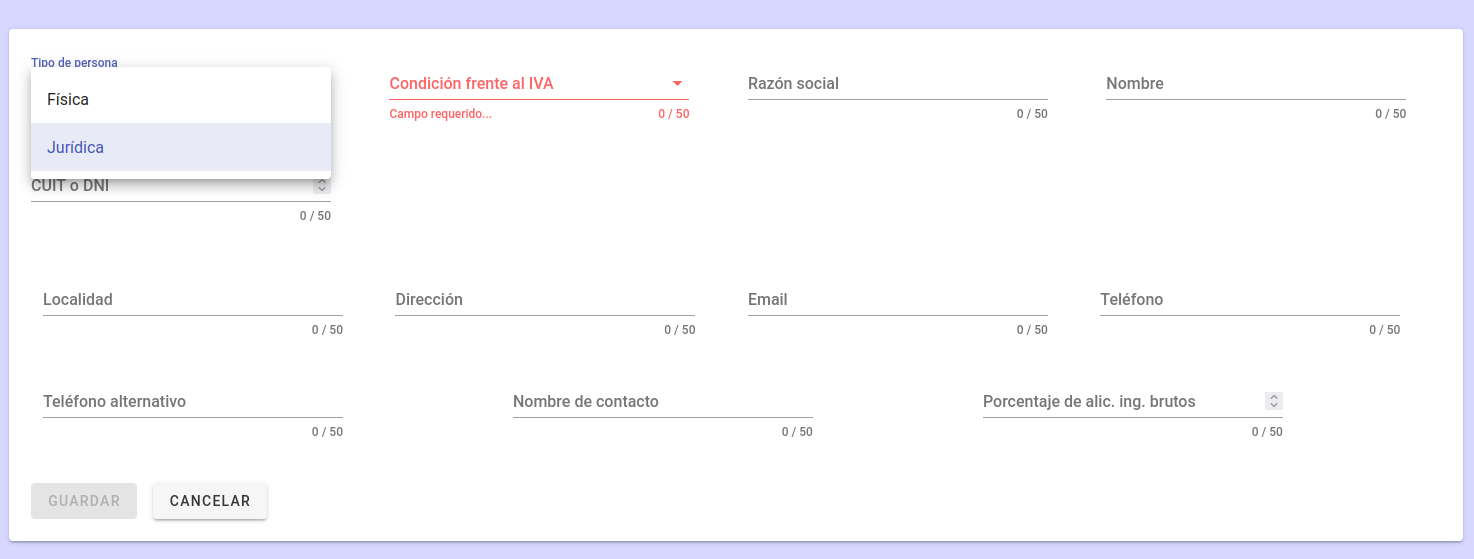 Tipo de persona
Física
Jurídica
Condición frente al IVA
Campo requerido... 0 / 50
Razón social
0 / 50
Nombre
0 / 50
CUIT o DNI
0 / 50
Localidad
0 / 50
Dirección
0 / 50
Email
0 / 50
Teléfono
0 / 50
Teléfono alternativo
0 / 50
Nombre de contacto
0 / 50
Porcentaje de alic. ing. brutos
0 / 50
GUARDAR
CANCELAR